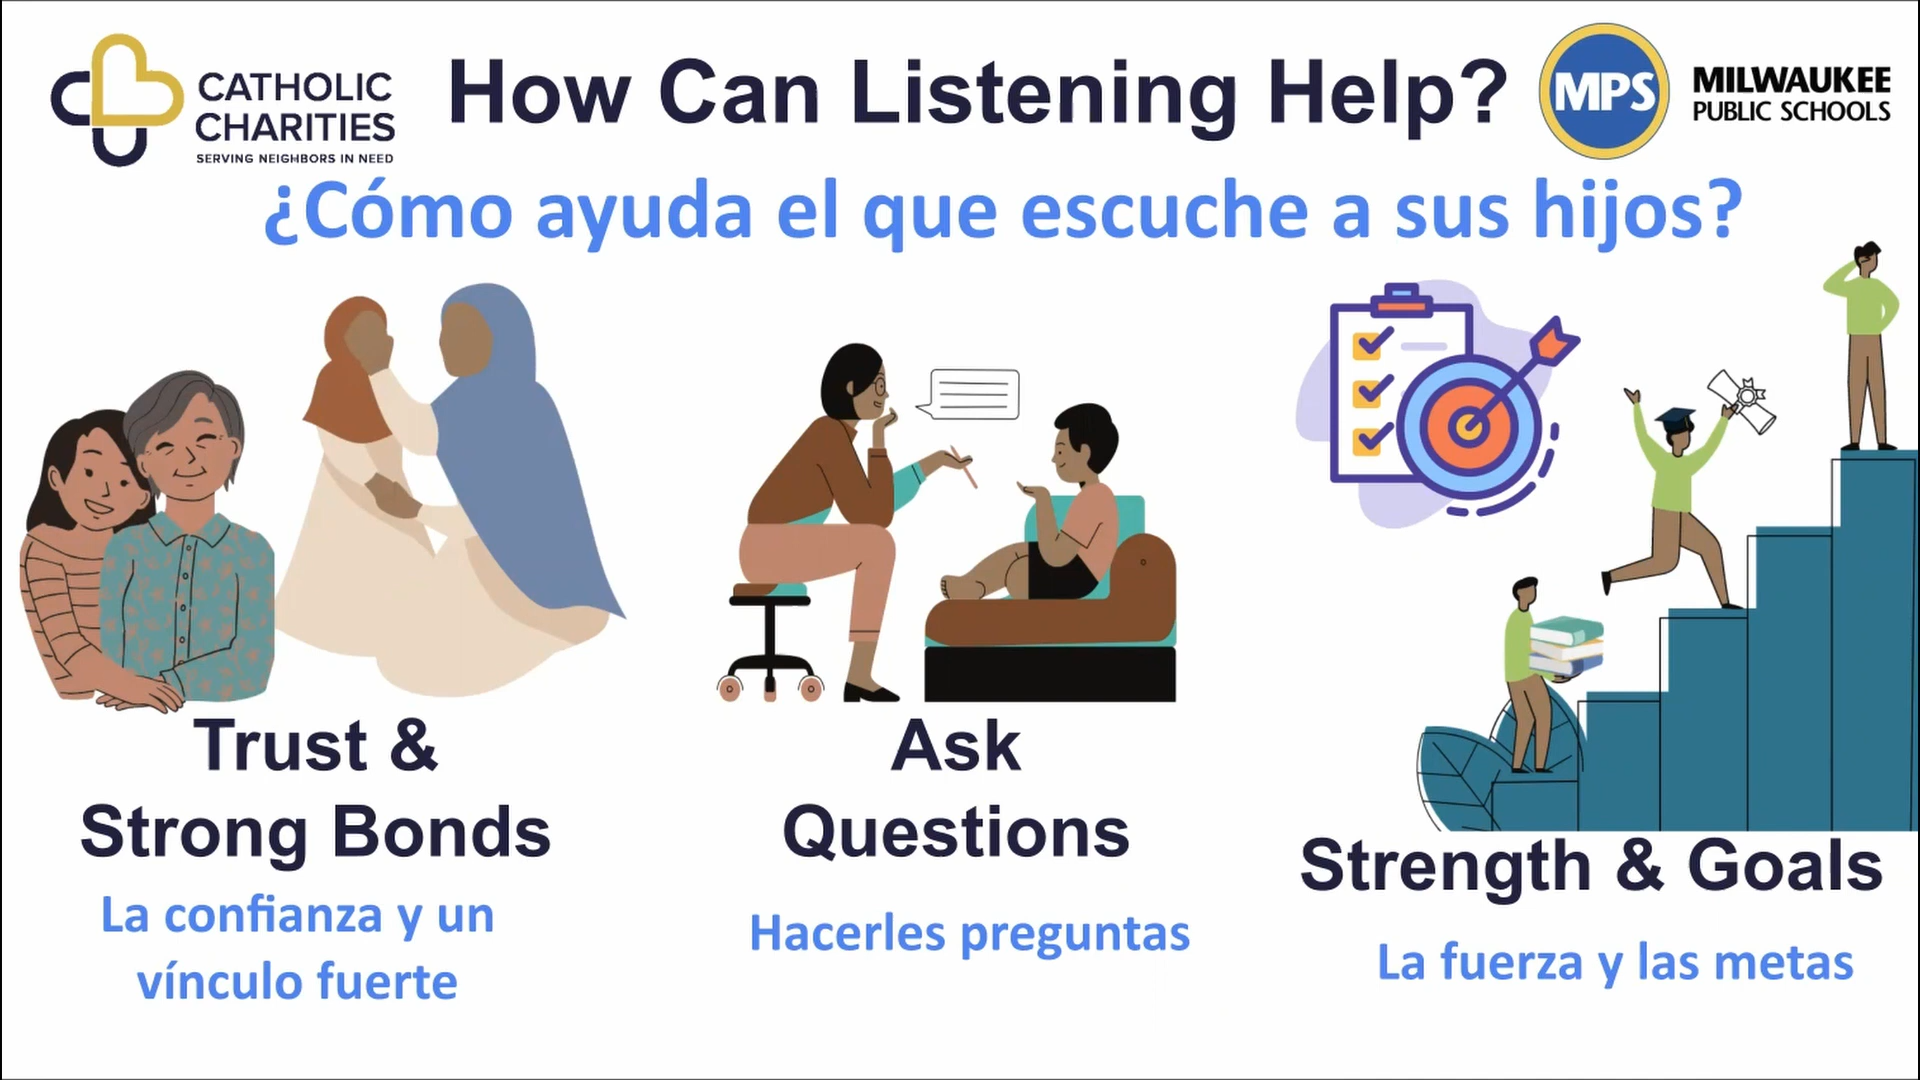 CATHOLIC
CHARITIES
SERVING NEIGHBORS IN NEED
How Can Listening Help?
MPS
MILWAUKEE
PUBLIC SCHOOLS
¿Cómo ayuda el que escuche a sus hijos?
Trust &
Strong Bonds
La confianza y un
vínculo fuerte
Ask
Questions
Hacerles preguntas
Strength & Goals
La fuerza y las metas